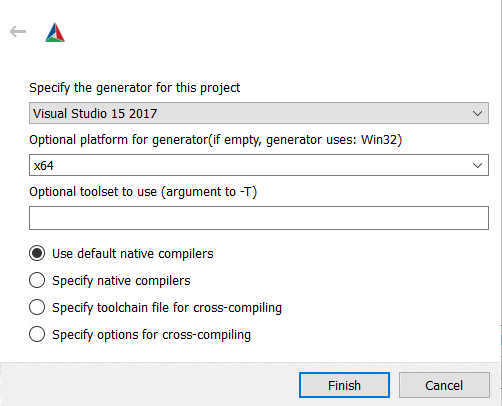 Specify the generator for this project
Visual Studio 15 2017
Optional platform for generator(if empty, generator uses: Win32)
x64
Optional toolset to use (argument to -T)
Use default native compilers
Specify native compilers
Specify toolchain file for cross-compiling
Specify options for cross-compiling
Finish Cancel